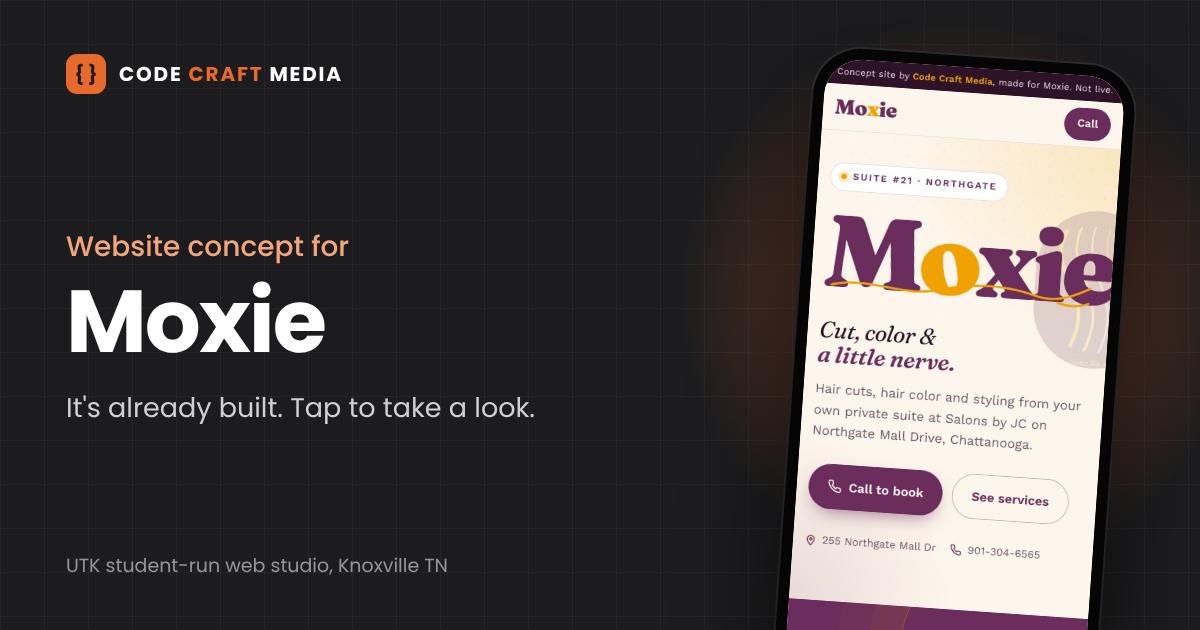 { } CODE CRAFT MEDIA
Website concept for
Moxie
It's already built. Tap to take a look.
UTK student-run web studio, Knoxville TN
Concept site by Code Craft Media, made for Moxie. Not live.
Moxie
Call
SUITE #21 · NORTHGATE
Moxie
Cut, color &
a little nerve.
Hair cuts, hair color and styling from your
own private suite at Salons by JC on
Northgate Mall Drive, Chattanooga.
Call to book
See services
255 Northgate Mall Dr
901-304-6565